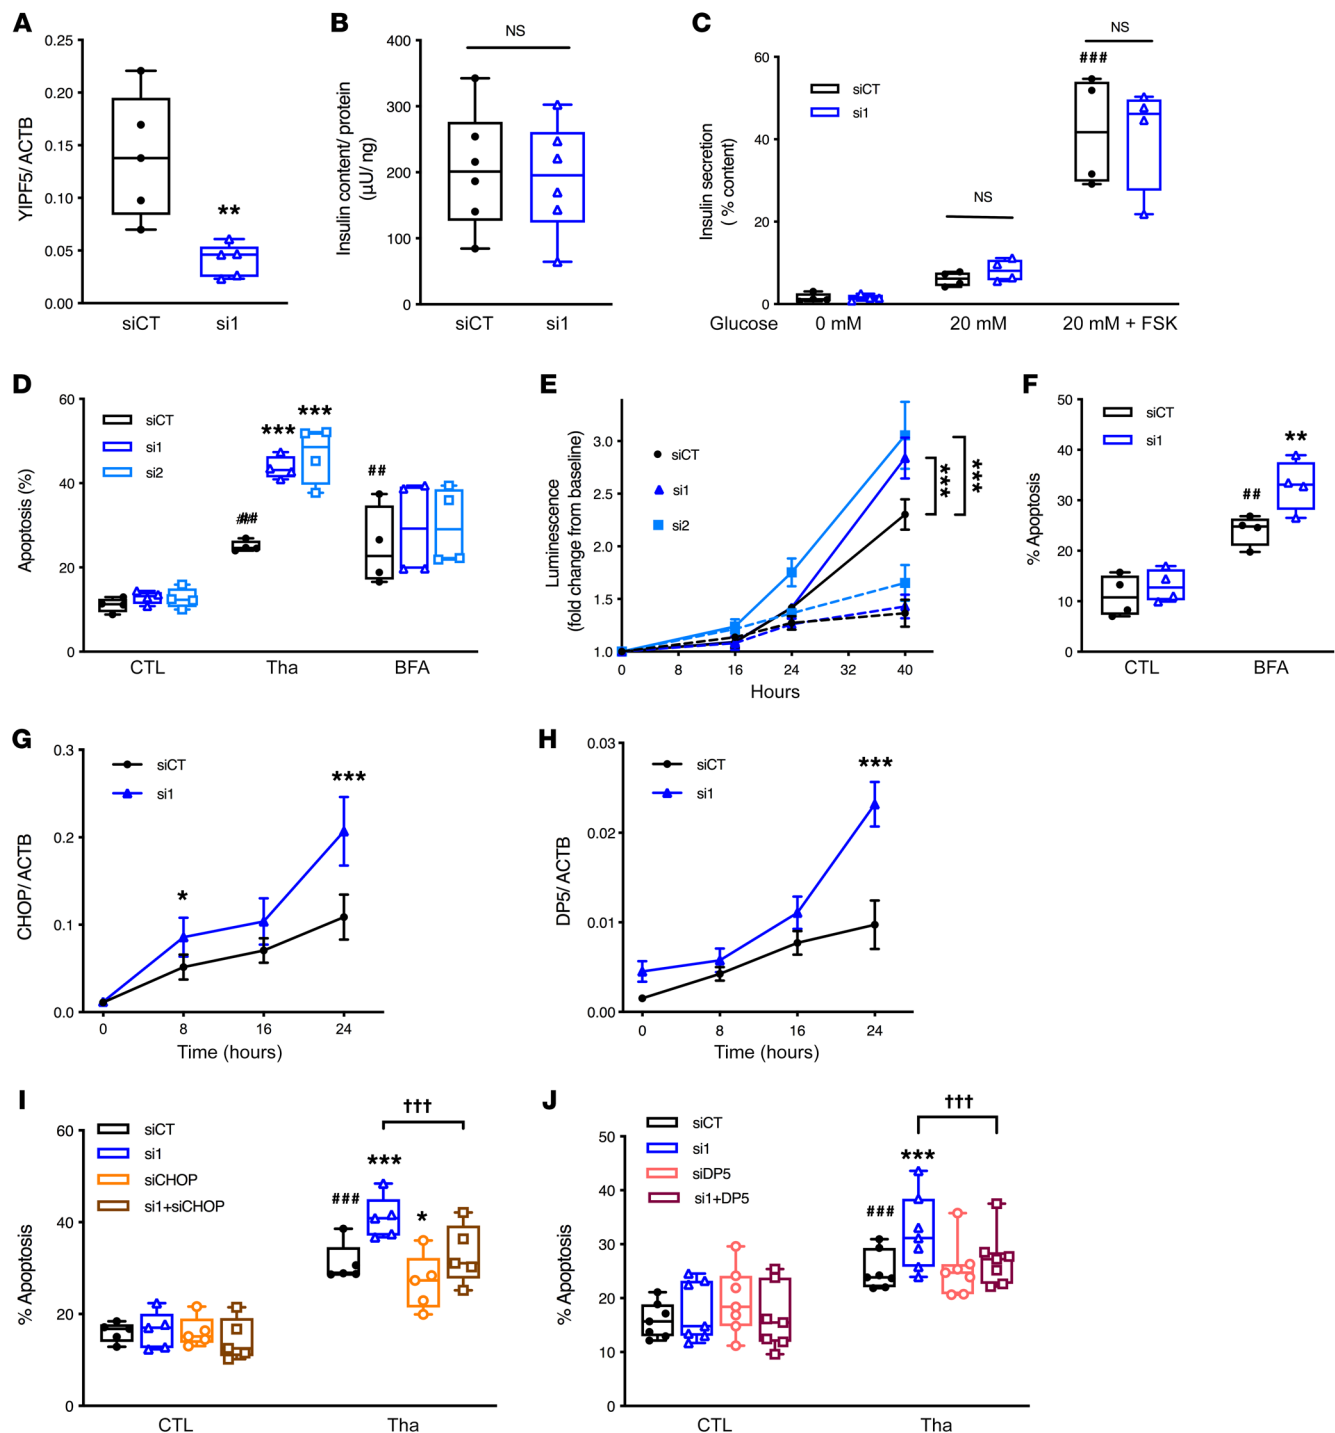 A
YIPF5/ ACTB
0.25
0.20
0.15
0.10
0.05
0.00
**
siCT
si1
B
Insulin content/ protein
(μU/ ng)
400
300
200
100
0
NS
siCT
si1
C
Insulin secretion
( % content)
60
40
20
0
siCT
si1
NS
###
NS
Glucose
0 mM
20 mM
20 mM + FSK
D
Apoptosis (%)
60
40
20
0
siCT
si1
si2
###
***
***
##
CTL
Tha
BFA
E
Luminescence
(fold change from baseline)
3.0
2.5
2.0
1.5
1.0
siCT
si1
si2
***
***
0
8
16
24
32
40
Hours
F
% Apoptosis
50
40
30
20
10
0
siCT
si1
##
**
CTL
BFA
G
CHOP/ ACTB
0.3
0.2
0.1
0.0
siCT
si1
*
***
0
8
16
24
Time (hours)
H
DP5/ ACTB
0.03
0.02
0.01
0.00
siCT
si1
***
0
8
16
24
Time (hours)
I
% Apoptosis
60
40
20
0
siCT
si1
siCHOP
si1+siCHOP
†††
###
***
*
CTL
Tha
J
% Apoptosis
50
40
30
20
10
0
siCT
si1
siDP5
si1+DP5
†††
###
***
CTL
Tha